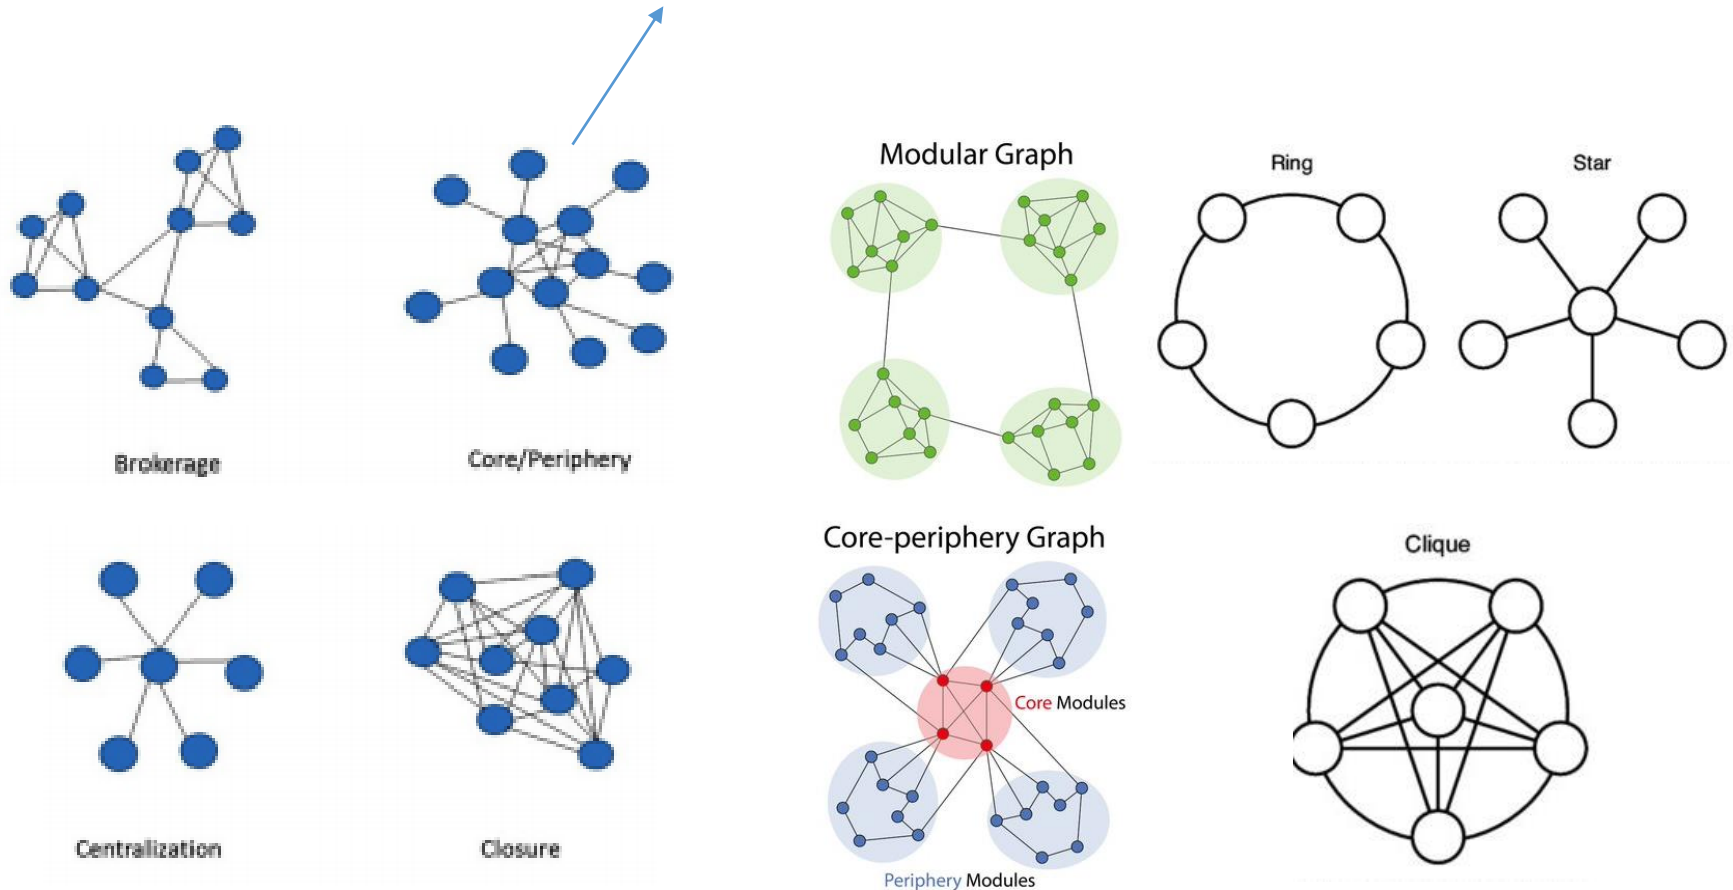 Brokerage
Core/Periphery
Centralization
Closure
Modular Graph
Core-periphery Graph
Core Modules
Periphery Modules
Ring
Star
Clique